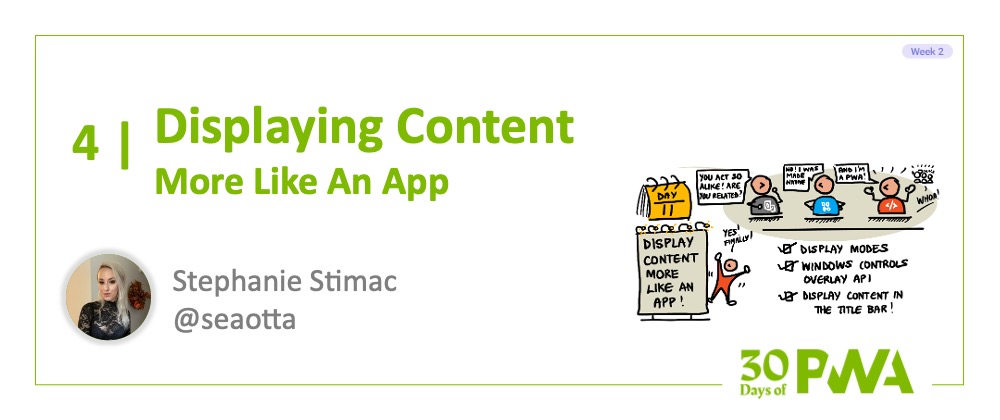 Week 2
4 |
Displaying Content
More Like An App
Stephanie Stimac
@seaotta
DAY
11
YOU ACT SO
ALIKE! ARE
YOU RELATED?
NO! I WAS
MADE
NATIVE
AND I'M
A PWA!
WHOA!
DISPLAY
CONTENT
MORE
LIKE AN
APP!
YES!
FINALLY!
DISPLAY MODES
WINDOWS CONTROLS
OVERLAY API
DISPLAY CONTENT IN
THE TITLE BAR!
30
Days of
PWA